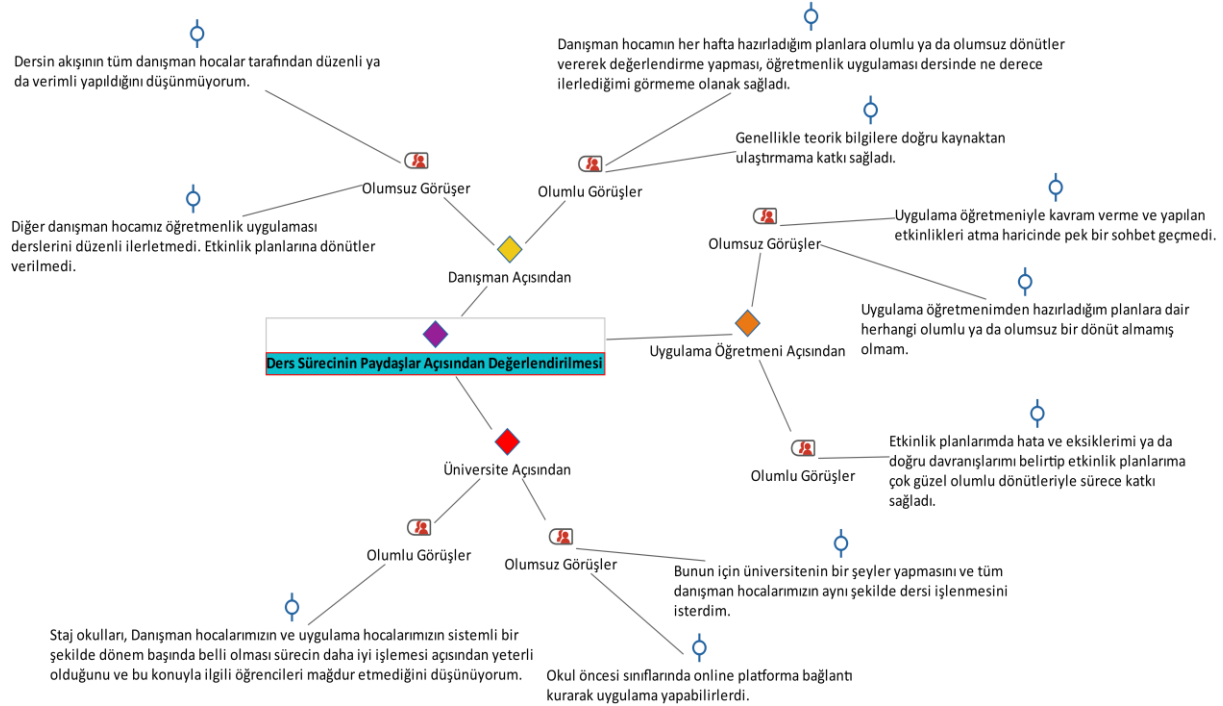 Dersin akışının tüm danışman hocalar tarafından düzenli ya
da verimli yapıldığını düşünmüyorum.
Danışman hocamın her hafta hazırladığım planlara olumlu ya da olumsuz dönütler
vererek değerlendirme yapması, öğretmenlik uygulaması dersinde ne derece
ilerlediğimi görmeme olanak sağladı.
Genellikle teorik bilgilere doğru kaynaktan
ulaştırmama katkı sağladı.
Olumsuz Görüşer
Olumlu Görüşler
Diğer danışman hocamız öğretmenlik uygulaması
derslerini düzenli ilerletmedi. Etkinlik planlarına dönütler
verilmedi.
Danışman Açısından
Olumsuz Görüşler
Uygulama öğretmeniyle kavram verme ve yapılan
etkinlikleri atma haricinde pek bir sohbet geçmedi.
Uygulama öğretmenimden hazırladığım planlara dair
herhangi olumlu ya da olumsuz bir dönüt almamış
olmam.
Uygulama Öğretmeni Açısından
Ders Sürecinin Paydaşlar Açısından Değerlendirilmesi
Olumlu Görüşler
Etkinlik planlarımda hata ve eksiklerimi ya da
doğru davranışlarımı belirtip etkinlik planlarıma
çok güzel olumlu dönütleriyle sürece katkı
sağladı.
Üniversite Açısından
Olumlu Görüşler
Olumsuz Görüşler
Bunun için üniversitenin bir şeyler yapmasını ve tüm
danışman hocalarımızın aynı şekilde dersi işlenmesini
isterdim.
Staj okulları, Danışman hocalarımızın ve uygulama hocalarımızın sistemli bir
şekilde dönem başında belli olması sürecin daha iyi işlemesi açısından yeterli
olduğunu ve bu konuyla ilgili öğrencileri mağdur etmediğini düşünüyorum.
Okul öncesi sınıflarında online platforma bağlantı
kurarak uygulama yapabilirlerdi.